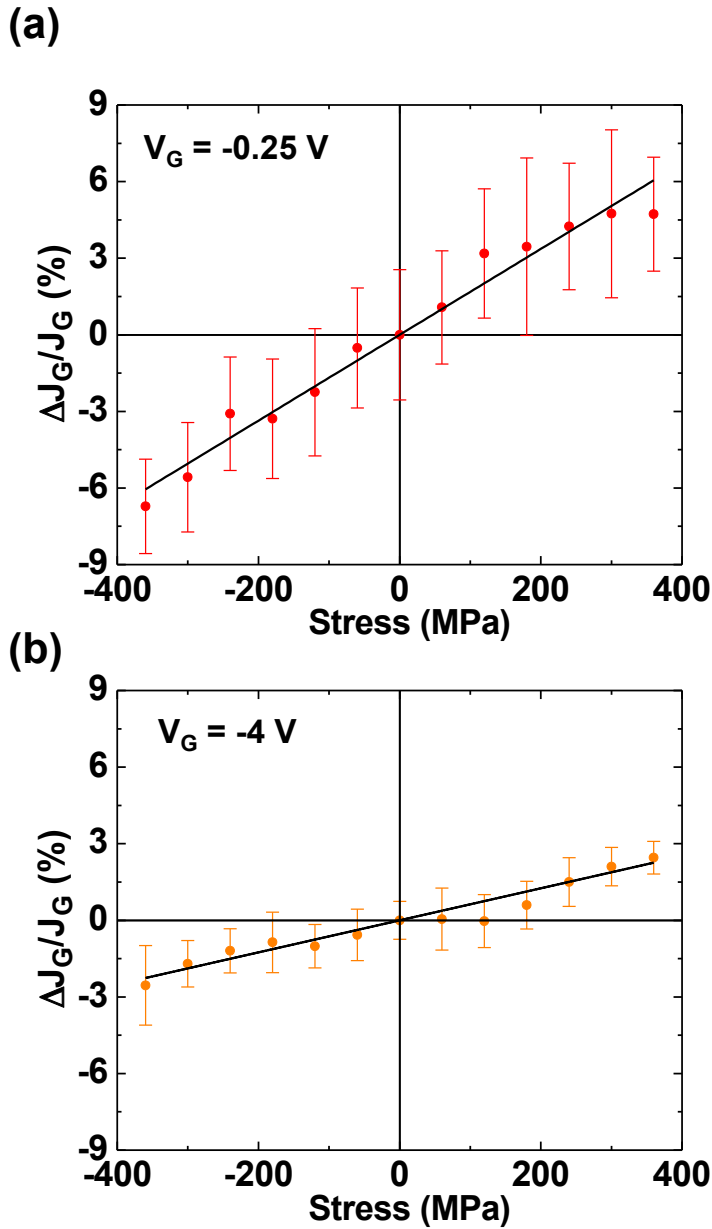 (a)
9
6
3
0
-3
-6
-9
V_G = -0.25 V
ΔJ_G/J_G (%)
-400 -200 0 200 400
Stress (MPa)
(b)
9
6
3
0
-3
-6
-9
V_G = -4 V
ΔJ_G/J_G (%)
-400 -200 0 200 400
Stress (MPa)